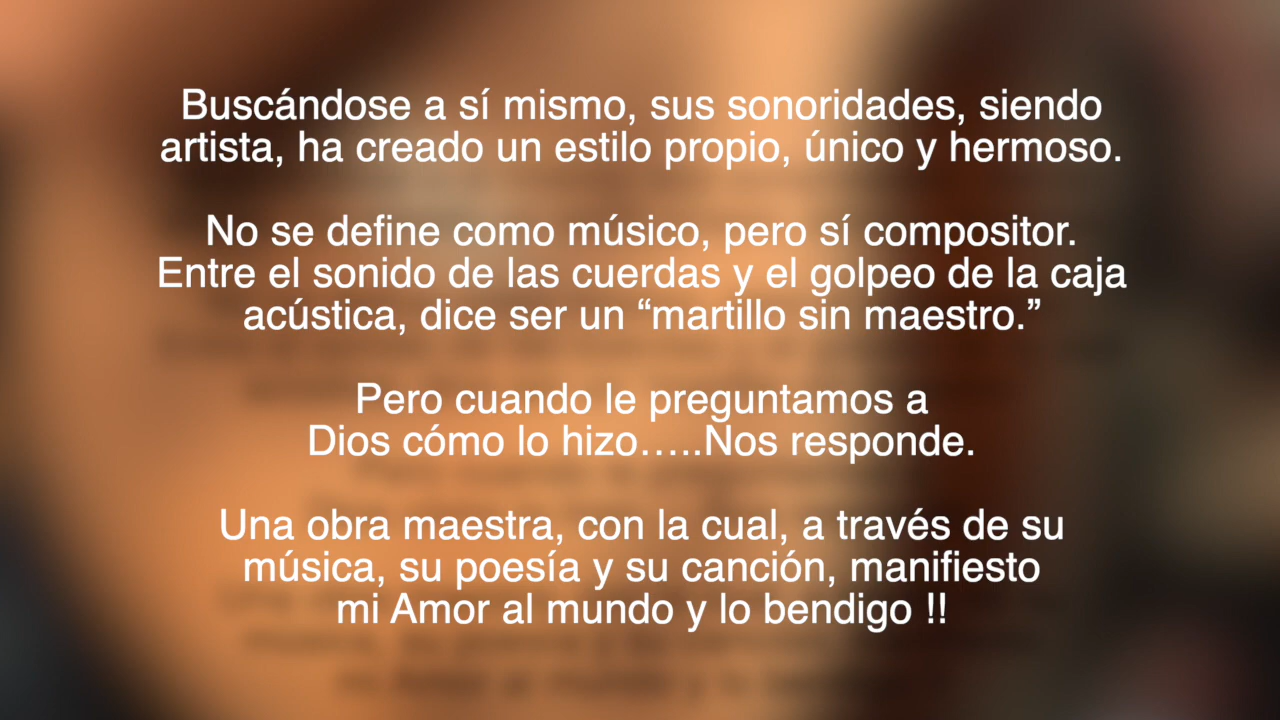 Buscándose a sí mismo, sus sonoridades, siendo
artista, ha creado un estilo propio, único y hermoso.
No se define como músico, pero sí compositor.
Entre el sonido de las cuerdas y el golpeo de la caja
acústica, dice ser un “martillo sin maestro.”
Pero cuando le preguntamos a
Dios cómo lo hizo…..Nos responde.
Una obra maestra, con la cual, a través de su
música, su poesía y su canción, manifiesto
mi Amor al mundo y lo bendigo !!